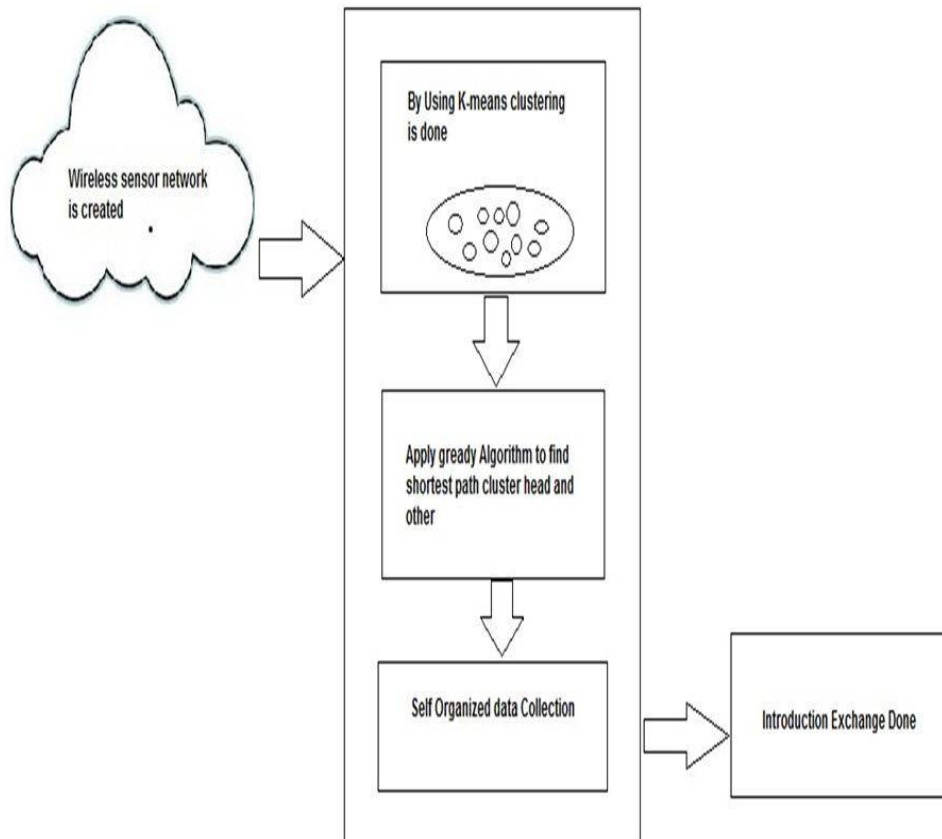 Wireless sensor network
is created
By Using K-means clustering
is done
Apply gready Algorithm to find
shortest path cluster head and
other
Self Organized data Collection
Introduction Exchange Done